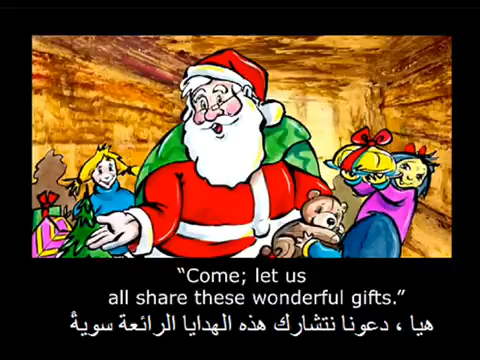 “Come; let us
all share these wonderful gifts.”
هيا ، دعونا نتشارك هذه الهدايا الرائعة سويةً